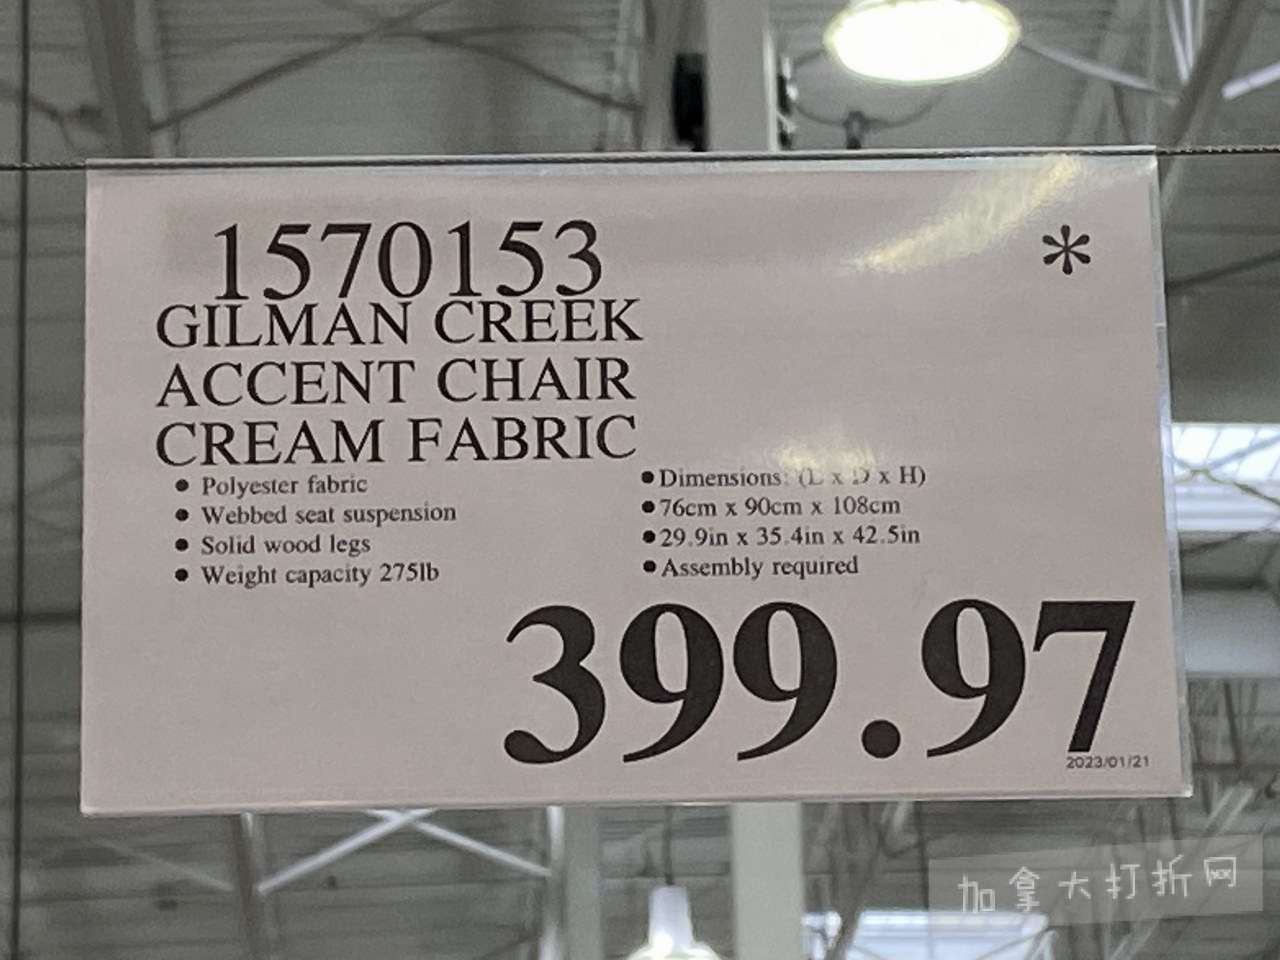 1570153
*
GILMAN CREEK
ACCENT CHAIR
CREAM FABRIC
● Polyester fabric
● Webbed seat suspension
● Solid wood legs
● Weight capacity 275lb
● Dimensions: (L x D x H)
● 76cm x 90cm x 108cm
● 29.9in x 35.4in x 42.5in
● Assembly required
399.97
2023/01/21
加拿大打折网